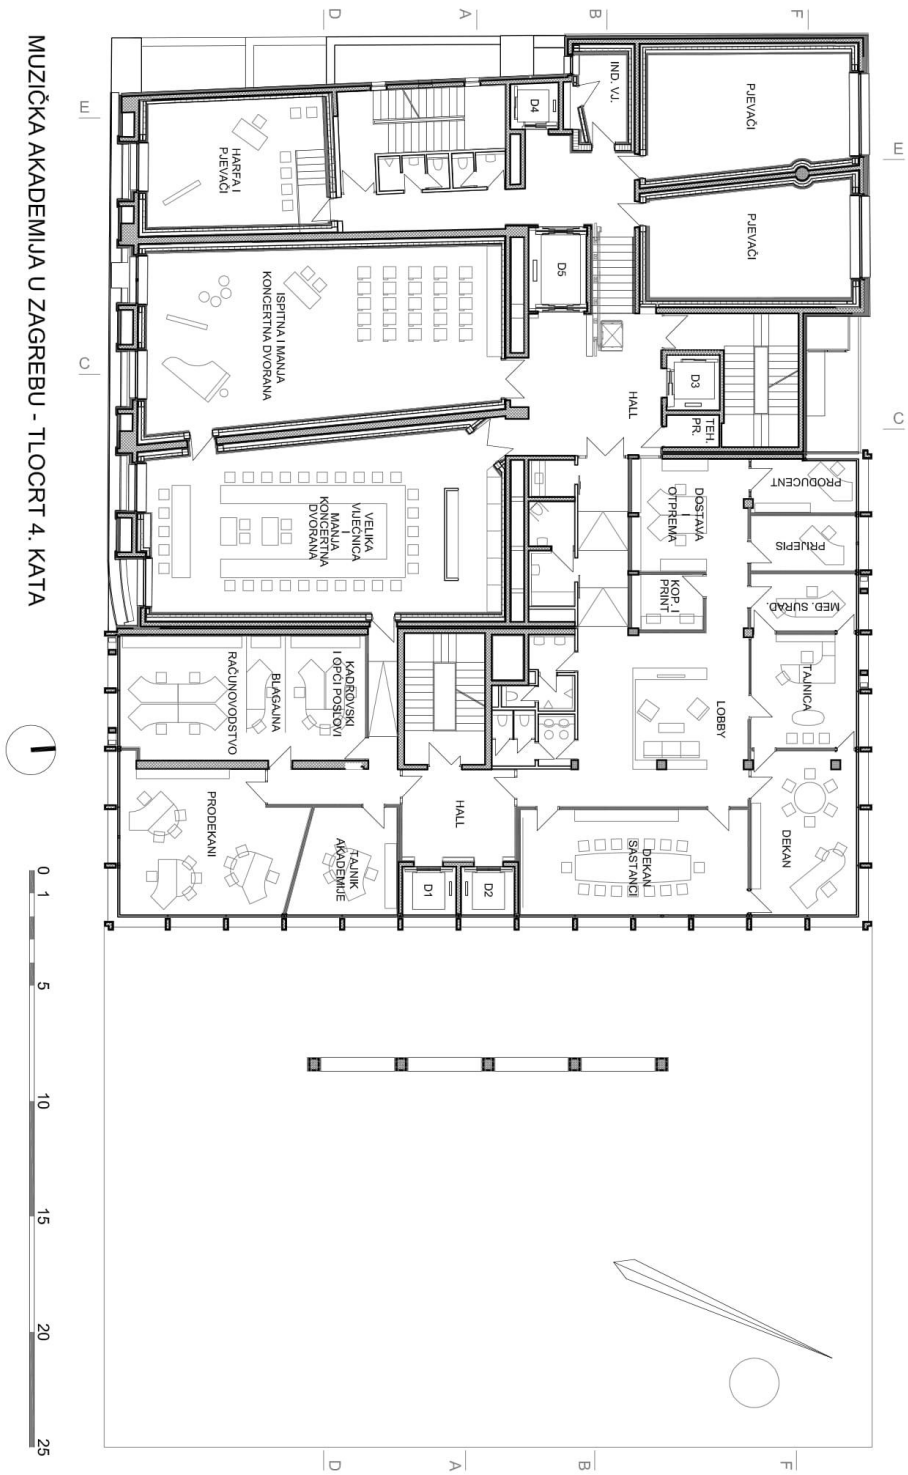 MUZIČKA AKADEMIJA U ZAGREBU - TLOCRT 4. KATA
D
A
B
F
E
E
C
C
IND. VJ.
PJEVAČI
PJEVAČI
D4
HARFA I
PJEVAČI
D5
ISPITNA I MANJA
KONCERTNA DVORANA
HALL
D3
TEH.
PR.
PRODUCENT
DOSTAVA
I
OTPREMA
PRIJEPIS
VELIKA
VIJEĆNICA
I
MANJA
KONCERTNA
DVORANA
KOP. I
PRINT
MED. SURAD.
TAJNICA
LOBBY
KADROVSKI
I OPĆI POSLOVI
BLAGAJNA
RAČUNOVODSTVO
PRODEKANI
TAJNIK
AKADEMIJE
HALL
D1
D2
DEKAN
SASTANCI
DEKAN
0
1
5
10
15
20
25
D
A
B
F